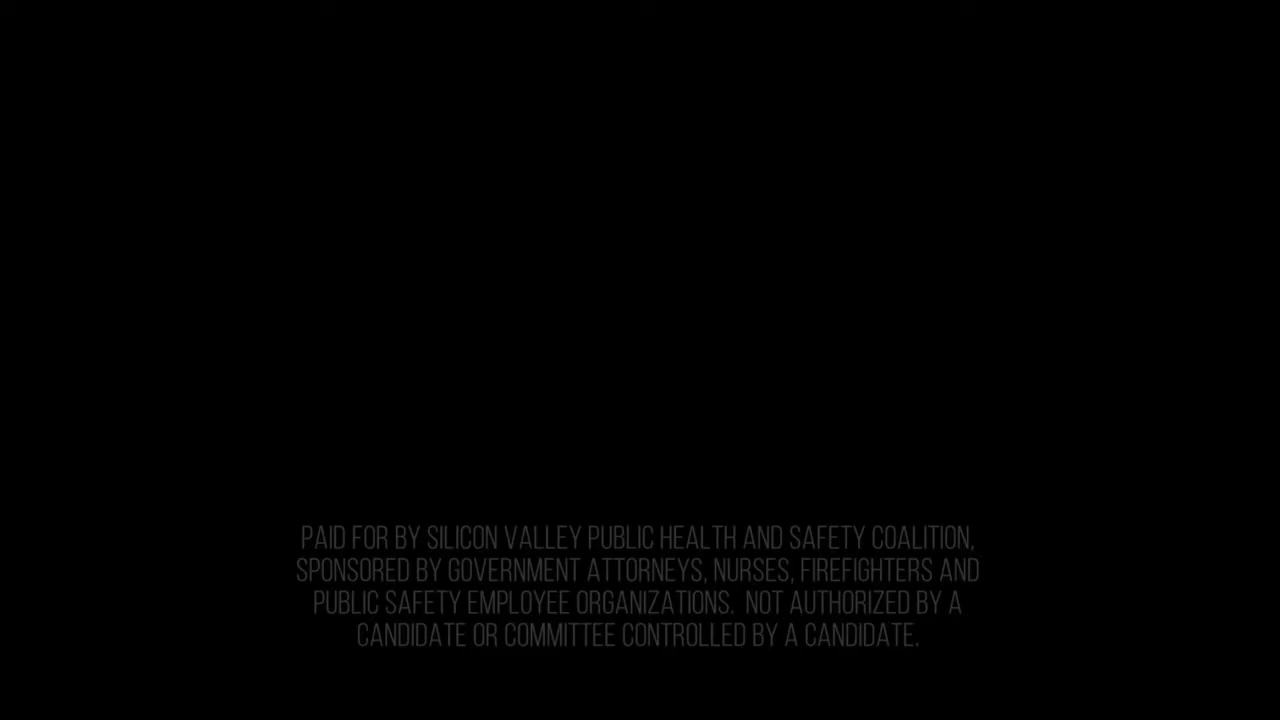 PAID FOR BY SILICON VALLEY PUBLIC HEALTH AND SAFETY COALITION,
SPONSORED BY GOVERNMENT ATTORNEYS, NURSES, FIREFIGHTERS AND
PUBLIC SAFETY EMPLOYEE ORGANIZATIONS. NOT AUTHORIZED BY A
CANDIDATE OR COMMITTEE CONTROLLED BY A CANDIDATE.